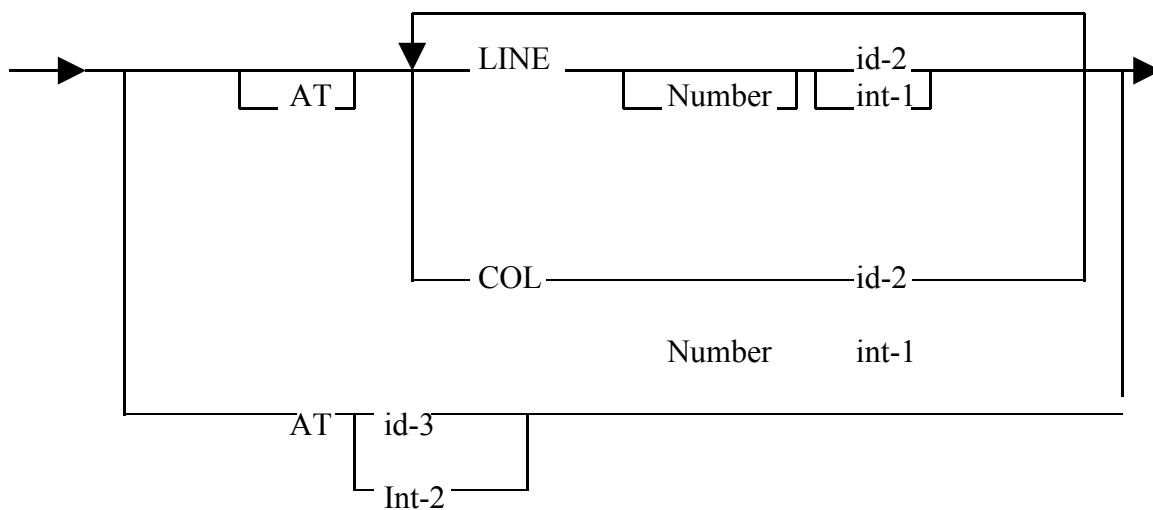 LINE id-2
AT Number int-1
COL id-2
Number int-1
AT id-3
Int-2